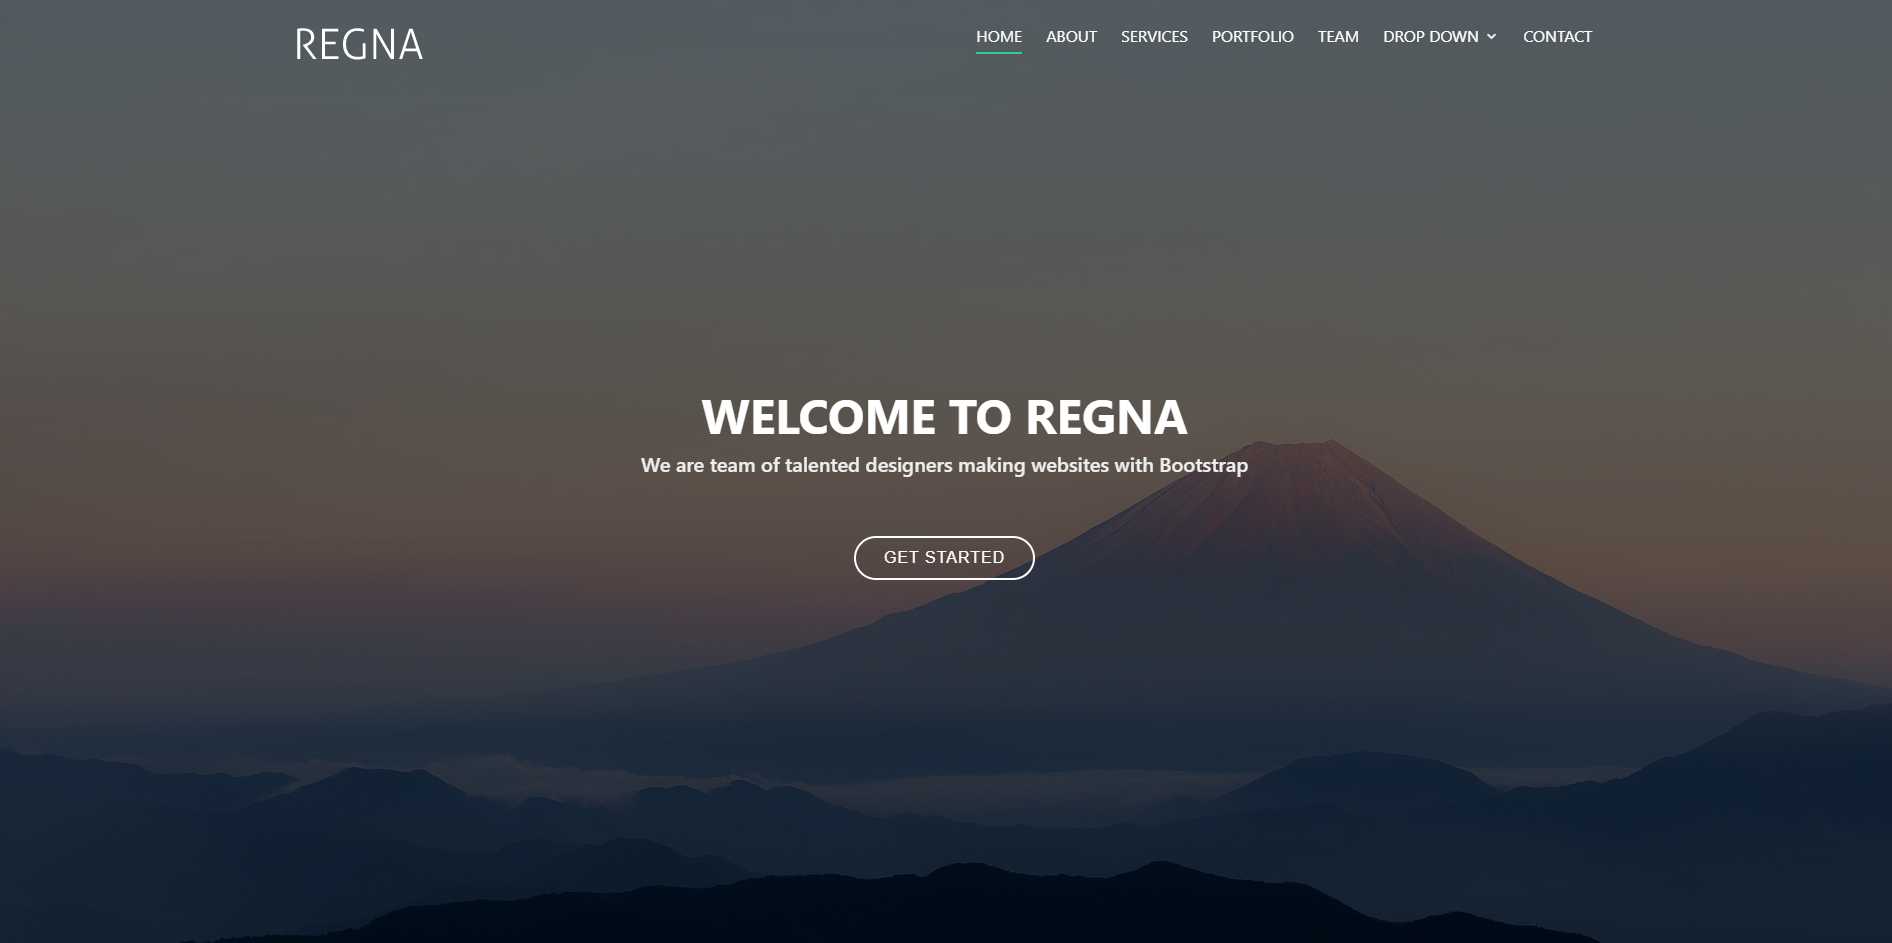 REGNA
HOME ABOUT SERVICES PORTFOLIO TEAM DROP DOWN CONTACT
WELCOME TO REGNA
We are team of talented designers making websites with Bootstrap
GET STARTED